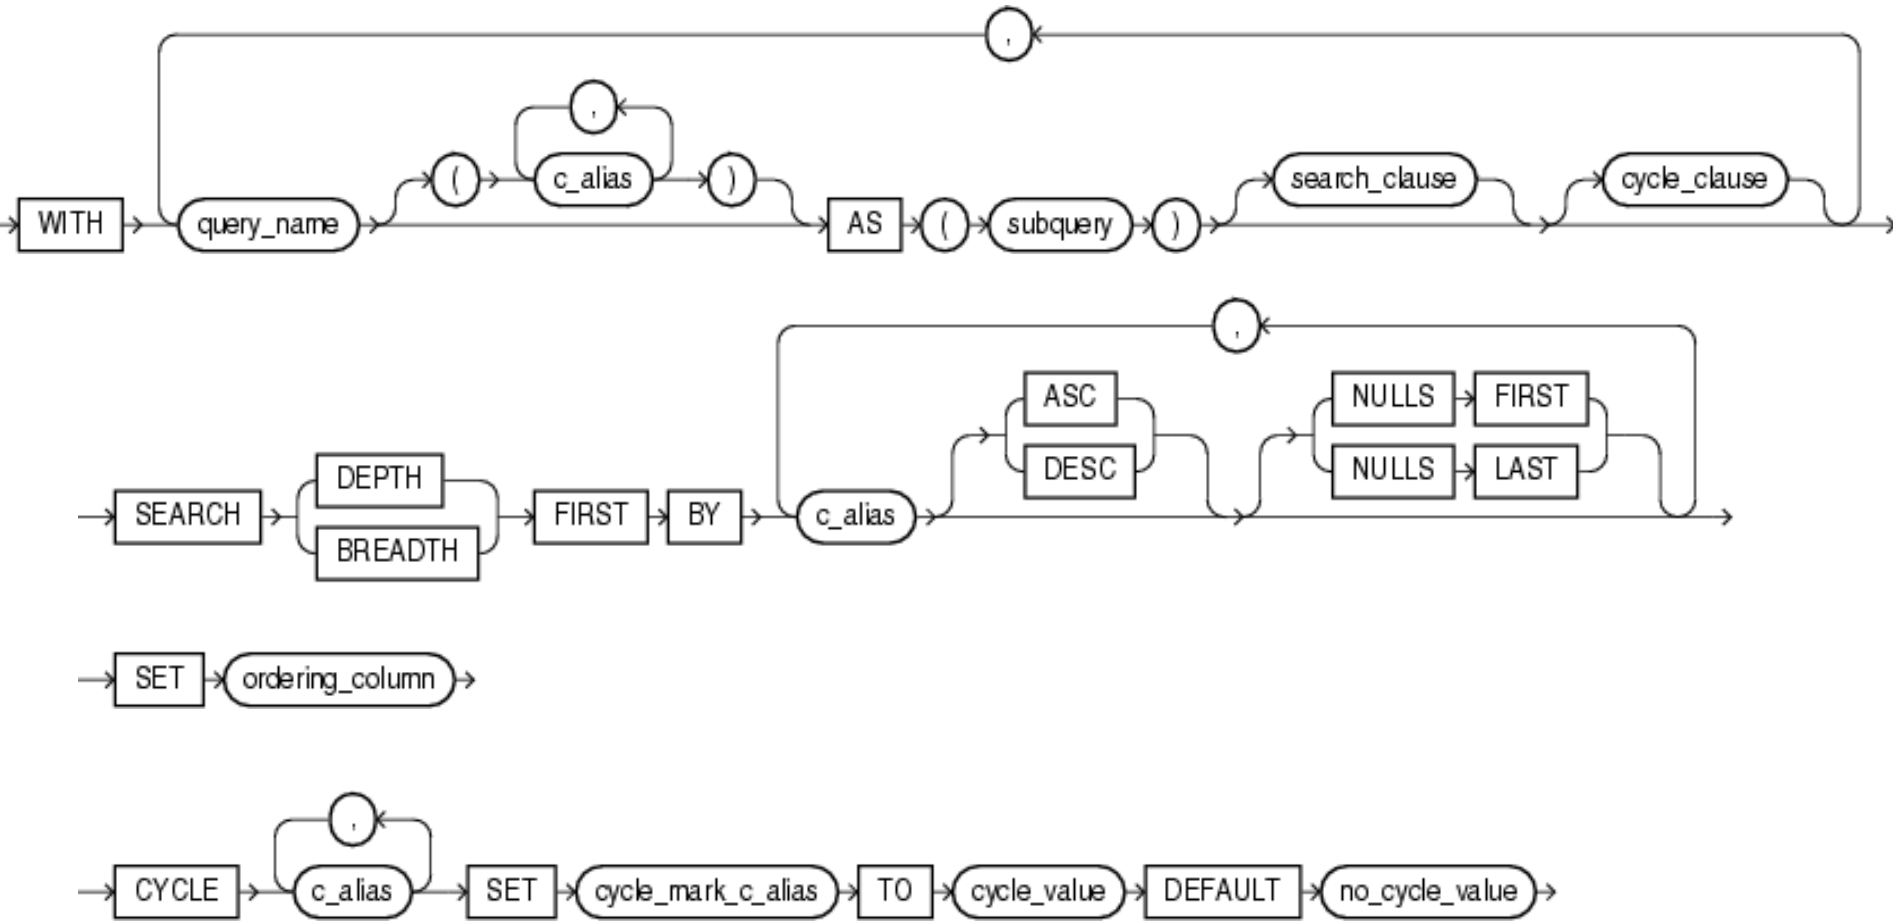 ,
,
( c_alias ) search_clause cycle_clause
WITH query_name AS ( subquery )
,
ASC NULLS FIRST
DESC NULLS LAST
DEPTH
SEARCH FIRST BY c_alias
BREADTH
SET ordering_column
,
CYCLE c_alias SET cycle_mark_c_alias TO cycle_value DEFAULT no_cycle_value